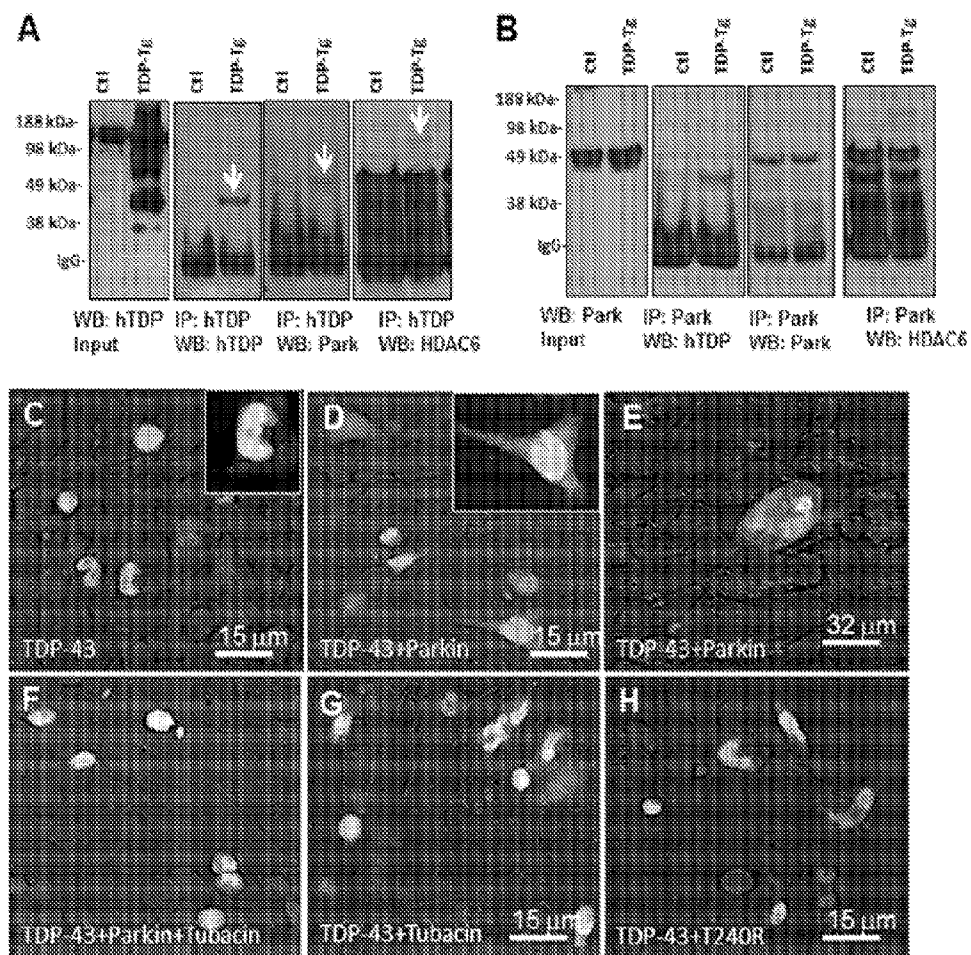 A
Ctl TDP-Tg Ctl TDP-Tg Ctl TDP-Tg Ctl TDP-Tg
188 kDa-
98 kDa-
49 kDa-
38 kDa-
IgG-
WB: hTDP
Input
IP: hTDP
WB: hTDP
IP: hTDP
WB: Park
IP: hTDP
WB: HDAC6
B
Ctl TDP-Tg Ctl TDP-Tg Ctl TDP-Tg Ctl TDP-Tg
188 kDa-
98 kDa-
49 kDa-
38 kDa-
IgG-
WB: Park
Input
IP: Park
WB: hTDP
IP: Park
WB: Park
IP: Park
WB: HDAC6
C
TDP-43
15 µm
D
TDP-43+Parkin
15 µm
E
TDP-43+Parkin
32 µm
F
TDP-43+Parkin+Tubacin
G
TDP-43+Tubacin
15 µm
H
TDP-43+T240R
15 µm